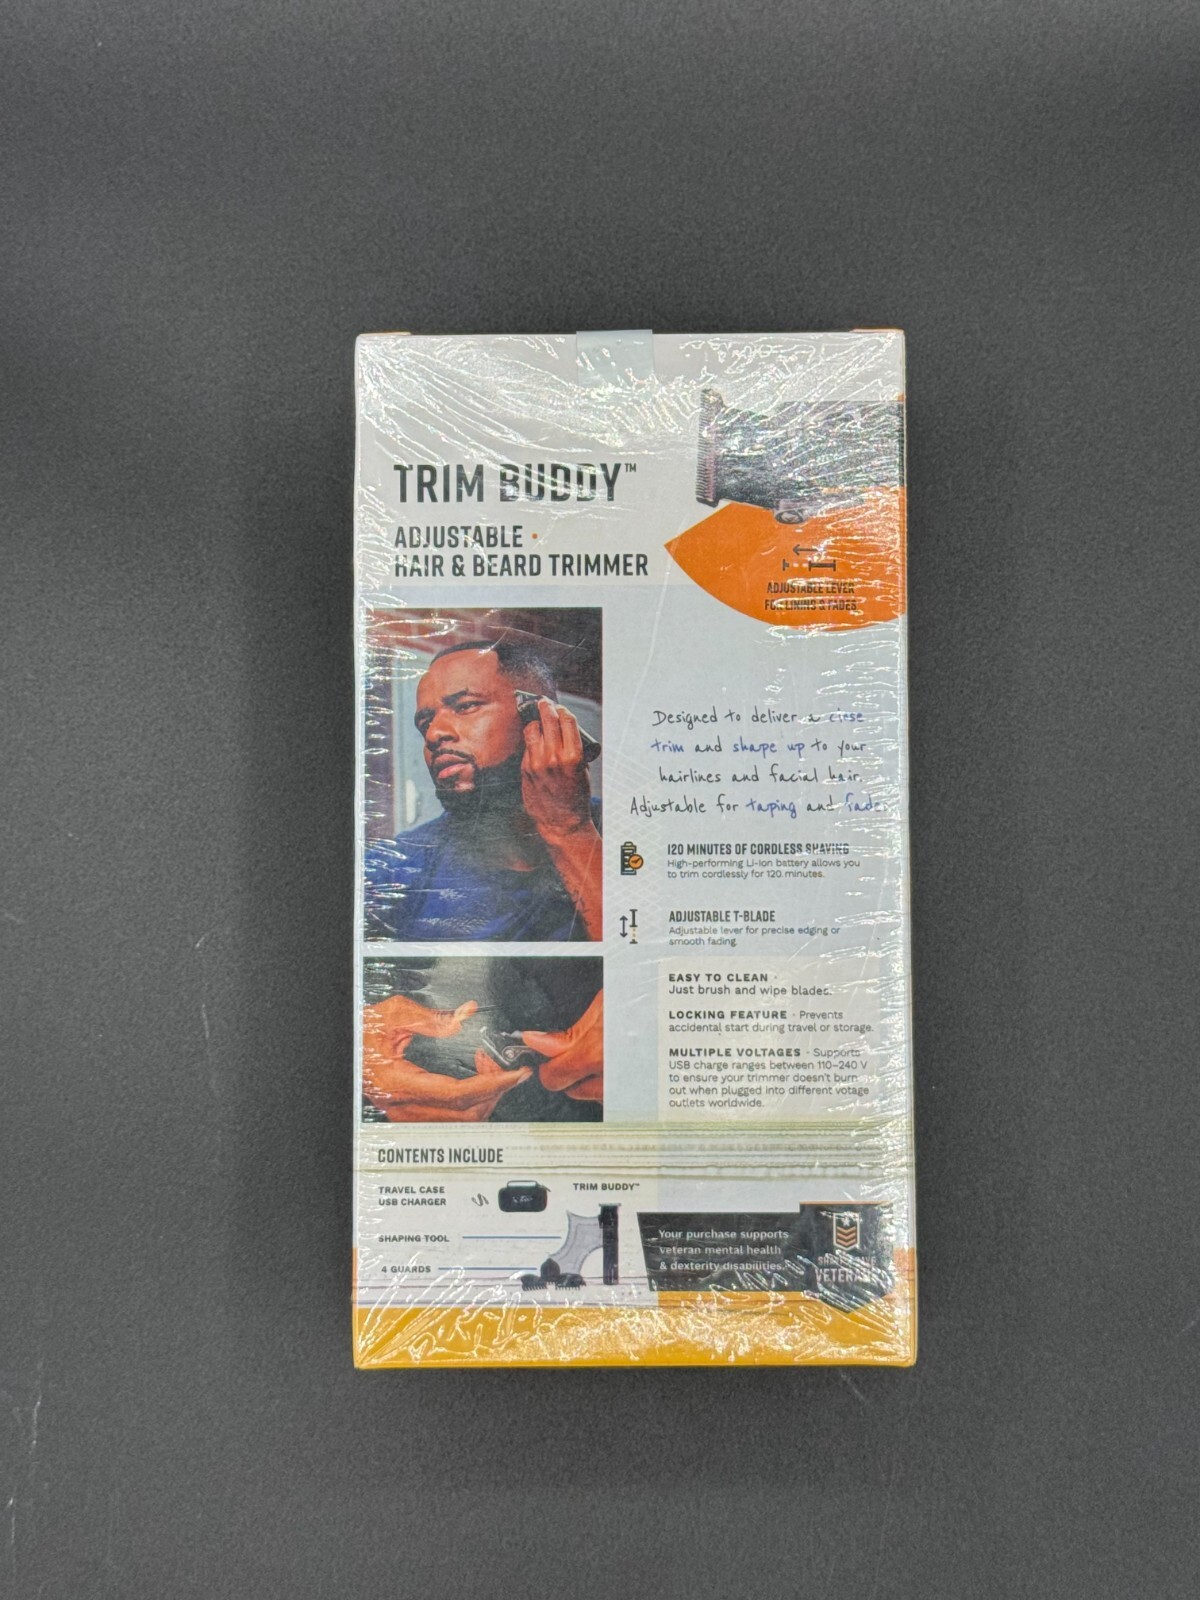 TRIM BUDDY™
ADJUSTABLE •
HAIR & BEARD TRIMMER
ADJUSTABLE LEVER
FOR LINING & FADES
Designed to deliver a close
trim and shape up to your
hairlines and facial hair.
Adjustable for taping and fade
120 MINUTES OF CORDLESS SHAVING
High-performing Li-Ion battery allows you
to trim cordlessly for 120 minutes.
ADJUSTABLE T-BLADE
Adjustable lever for precise edging or
smooth fading.
EASY TO CLEAN •
Just brush and wipe blades.
LOCKING FEATURE • Prevents
accidental start during travel or storage.
MULTIPLE VOLTAGES • Supports
USB charge ranges between 110–240 V
to ensure your trimmer doesn't burn
out when plugged into different votage
outlets worldwide.
CONTENTS INCLUDE
TRAVEL CASE
USB CHARGER
TRIM BUDDY™
SHAPING TOOL
4 GUARDS
Your purchase supports
veteran mental health
& dexterity disabilities.
VETERANS